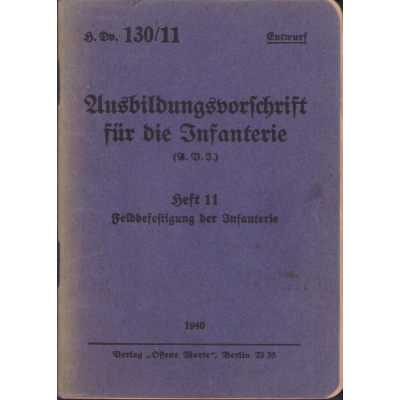 H. Dv. 130/11
Entwurf
Ausbildungsvorschrift
für die Infanterie
(A. V. I.)
Heft 11
Feldbefestigung der Infanterie
1940
Verlag „Offene Worte“, Berlin W 35